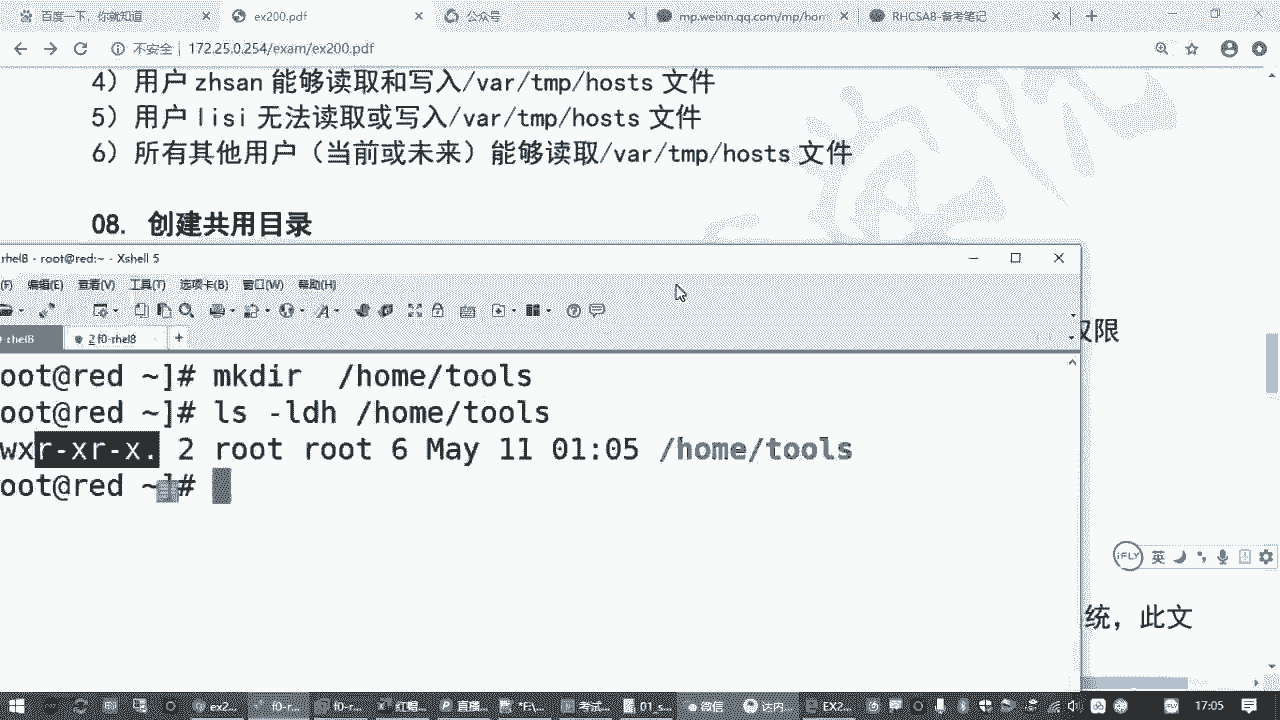 百度一下，你就知道
ex200.pdf
公众号
mp.weixin.qq.com/mp/hor
RHCSA8-备考笔记
不安全 | 172.25.0.254/exam/ex200.pdf
4）用户 zhsan 能够读取和写入/var/tmp/hosts 文件
5）用户 lisi 无法读取或写入/var/tmp/hosts 文件
6）所有其他用户（当前或未来）能够读取/var/tmp/hosts 文件
08. 创建共用目录
rhel8 - root@red:~ - Xshell 5
(F) 编辑(E) 查看(V) 工具(T) 选项卡(B) 窗口(W) 帮助(H)
-rhel8
2 f0-rhel8
权限
oot@red ~]# mkdir  /home/tools
oot@red ~]# ls -ldh /home/tools
wxr-xr-x. 2 root root 6 May 11 01:05 /home/tools
oot@red ~]#
iFLY 英
统，此文
ex2...
f0-r...
f0-r...
直播...
考试...
01_s...
微信
达内...
EX2...
17:05